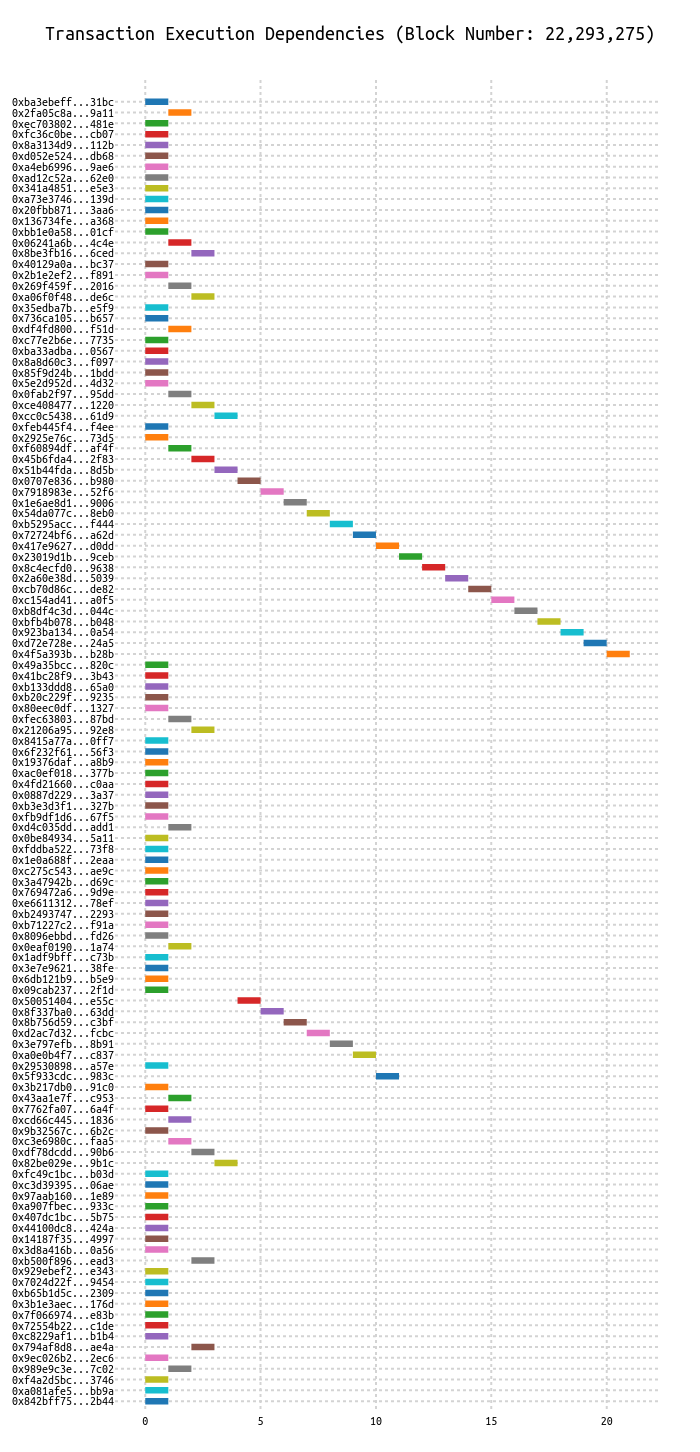 Transaction Execution Dependencies (Block Number: 22,293,275)
0xba3ebeff...31bc
0x2fa05c8a...9a11
0xec703802...481e
0xfc36c0be...cb07
0x8a3134d9...112b
0xd052e524...db68
0xa4eb6996...9ae6
0xad12c52a...62e0
0x341a4851...e5e3
0xa73e3746...139d
0x20fbb871...3aa6
0x136734fe...a368
0xbb1e0a58...01cf
0x06241a6b...4c4e
0x8be3fb16...6ced
0x40129a0a...bc37
0x2b1e2ef2...f891
0x269f459f...2016
0xa06f0f48...de6c
0x35edba7b...e5f9
0x736ca105...b657
0xdf4fd800...f51d
0xc77e2b6e...7735
0xba33adba...0567
0x8a8d60c3...f097
0x85f9d24b...1bdd
0x5e2d952d...4d32
0x0fab2f97...95dd
0xce408477...1220
0xcc0c5438...61d9
0xfeb445f4...f4ee
0x2925e76c...73d5
0xf60894df...af4f
0x45b6fda4...2f83
0x51b44fda...8d5b
0x0707e836...b980
0x7918983e...52f6
0x1e6ae8d1...9006
0x54da077c...8eb0
0xb5295acc...f444
0x72724bf6...a62d
0x417e9627...d0dd
0x23019d1b...9ceb
0x8c4ecfd0...9638
0x2a60e38d...5039
0xcb70d86c...de82
0xc154ad41...a0f5
0xb8df4c3d...044c
0xbfb4b078...b048
0x923ba134...0a54
0xd72e728e...24a5
0x4f5a393b...b28b
0x49a35bcc...820c
0x41bc28f9...3b43
0xb133ddd8...65a0
0xb20c229f...9235
0x80eec0df...1327
0xfec63803...87bd
0x21206a95...92e8
0x8415a77a...0ff7
0x6f232f61...56f3
0x19376daf...a8b9
0xac0ef018...377b
0x4fd21660...c0aa
0x0887d229...3a37
0xb3e3d3f1...327b
0xfb9df1d6...67f5
0xd4c035dd...add1
0x0be84934...5a11
0xfddba522...73f8
0x1e0a688f...2eaa
0xc275c543...ae9c
0x3a47942b...d69c
0x769472a6...9d9e
0xe6611312...78ef
0xb2493747...2293
0xb71227c2...f91a
0x8096ebbd...fd26
0x0eaf0190...1a74
0x1adf9bff...c73b
0x3e7e9621...38fe
0x6db121b9...b5e9
0x09cab237...2f1d
0x50051404...e55c
0x8f337ba0...63dd
0x8b756d59...c3bf
0xd2ac7d32...fcbc
0x3e797efb...8b91
0xa0e0b4f7...c837
0x29530898...a57e
0x5f933cdc...983c
0x3b217db0...91c0
0x43aa1e7f...c953
0x7762fa07...6a4f
0xcd66c445...1836
0x9b32567c...6b2c
0xc3e6980c...faa5
0xdf78dcdd...90b6
0x82be029e...9b1c
0xfc49c1bc...b03d
0xc3d39395...06ae
0x97aab160...1e89
0xa907fbec...933c
0x407dc1bc...5b75
0x44100dc8...424a
0x14187f35...4997
0x3d8a416b...0a56
0xb500f896...ead3
0x929ebef2...e343
0x7024d22f...9454
0xb65b1d5c...2309
0x3b1e3aec...176d
0x7f066974...e83b
0x72554b22...c1de
0xc8229af1...b1b4
0x794af8d8...ae4a
0x9ec026b2...2ec6
0x989e9c3e...7c02
0xf4a2d5bc...3746
0xa081afe5...bb9a
0x842bff75...2b44
0 5 10 15 20